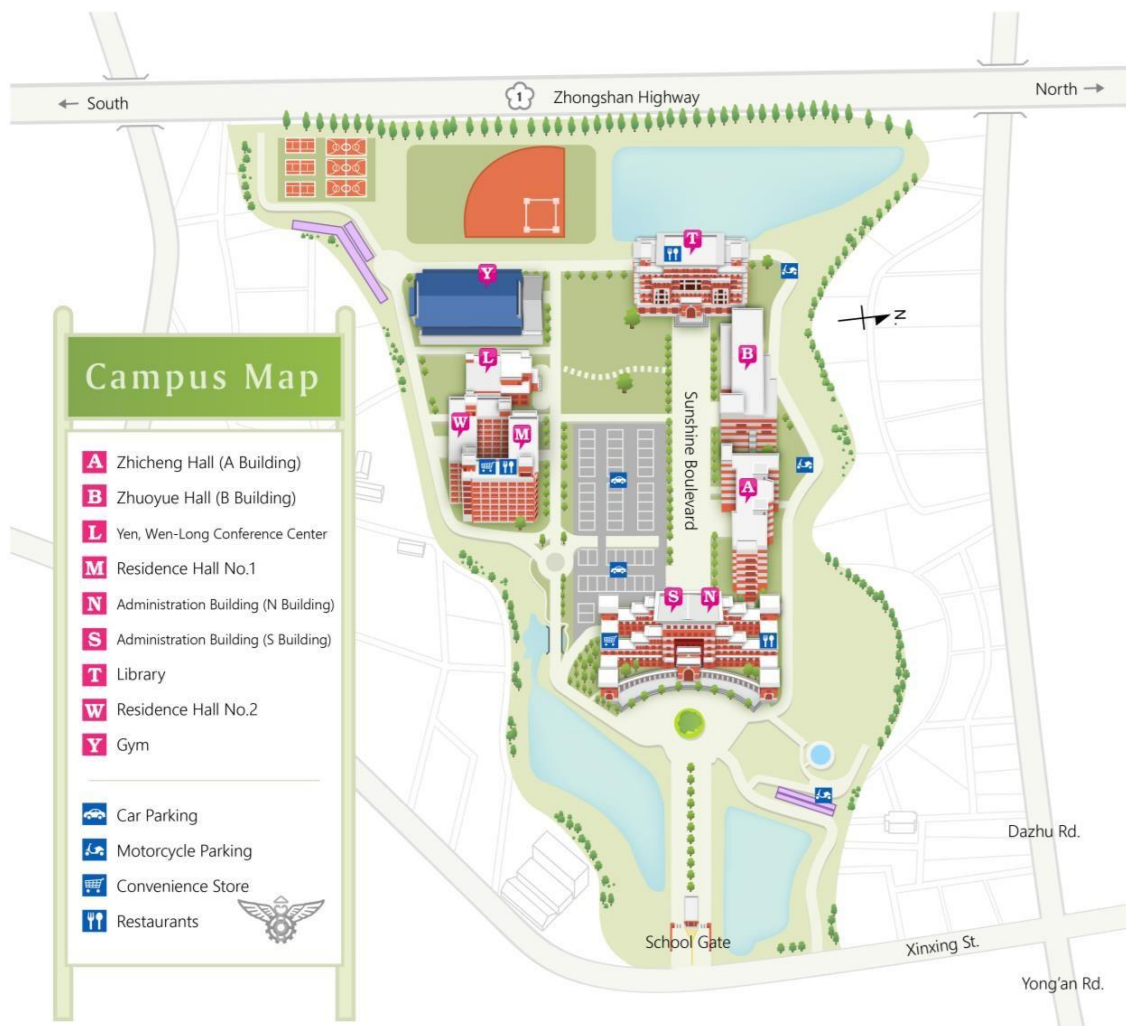 ← South
1
Zhongshan Highway
North →
Campus Map
A Zhicheng Hall (A Building)
B Zhuoyue Hall (B Building)
L Yen, Wen-Long Conference Center
M Residence Hall No.1
N Administration Building (N Building)
S Administration Building (S Building)
T Library
W Residence Hall No.2
Y Gym
Car Parking
Motorcycle Parking
Convenience Store
Restaurants
T
Y
N.
L
B
W
M
Sunshine Boulevard
A
S
N
Dazhu Rd.
School Gate
Xinxing St.
Yong'an Rd.